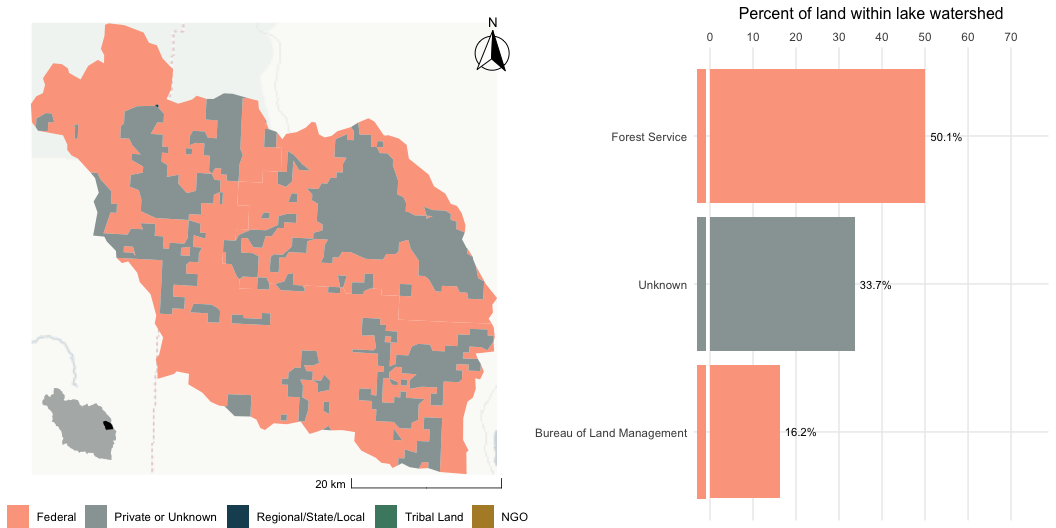 N
20 km
Federal
Private or Unknown
Regional/State/Local
Tribal Land
NGO
Percent of land within lake watershed
0 10 20 30 40 50 60 70
Forest Service
50.1%
Unknown
33.7%
Bureau of Land Management
16.2%